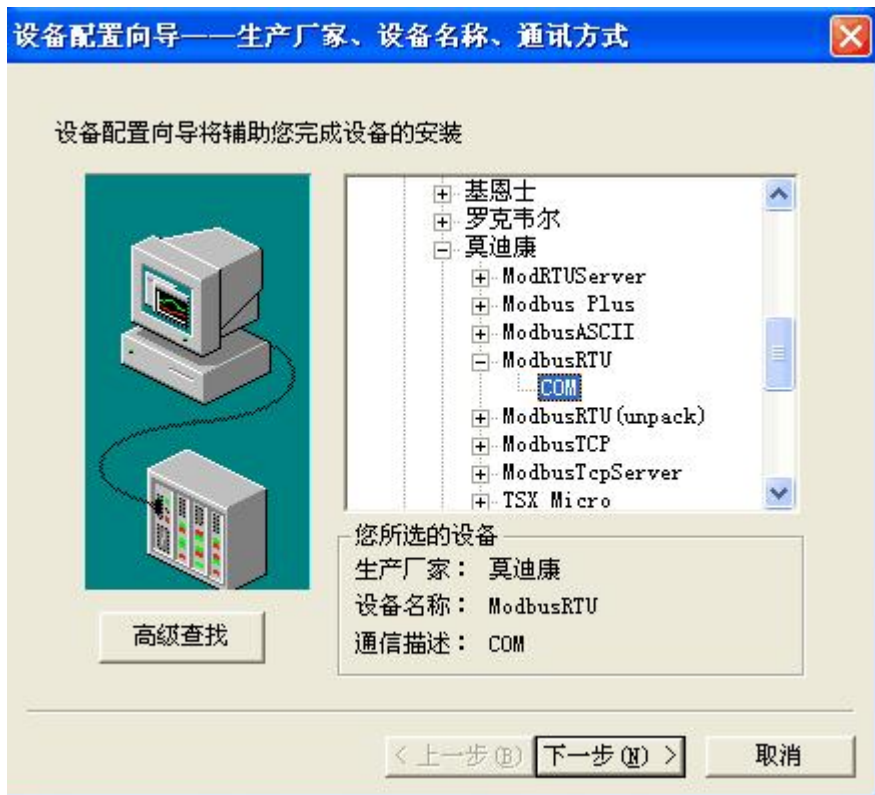 设备配置向导——生产厂家、设备名称、通讯方式
设备配置向导将辅助您完成设备的安装
基恩士
罗克韦尔
莫迪康
ModRTUServer
Modbus Plus
ModbusASCII
ModbusRTU
COM
ModbusRTU(unpack)
ModbusTCP
ModbusTcpServer
TSX Micro
您所选的设备
生产厂家： 莫迪康
设备名称： ModbusRTU
通信描述： COM
高级查找
< 上一步(B) 下一步(N) > 取消